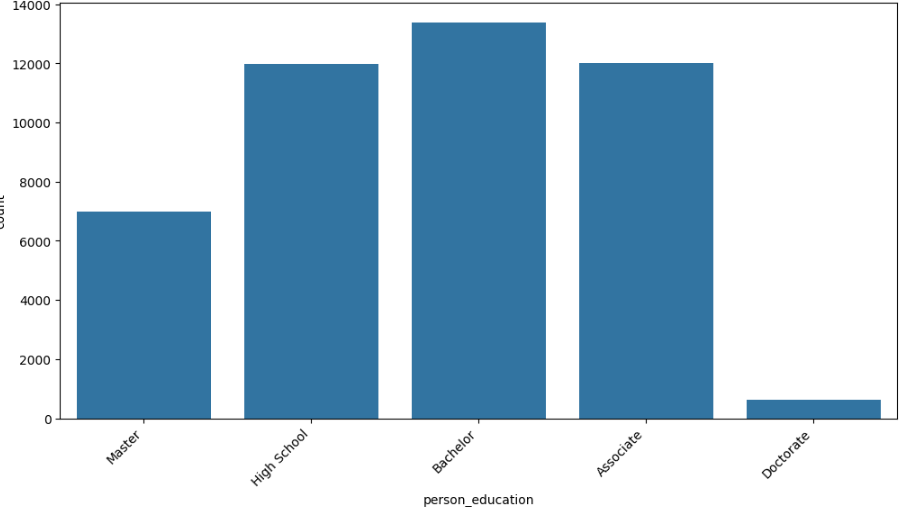 14000
12000
10000
8000
6000
4000
2000
0
count
Master
High School
Bachelor
Associate
Doctorate
person_education